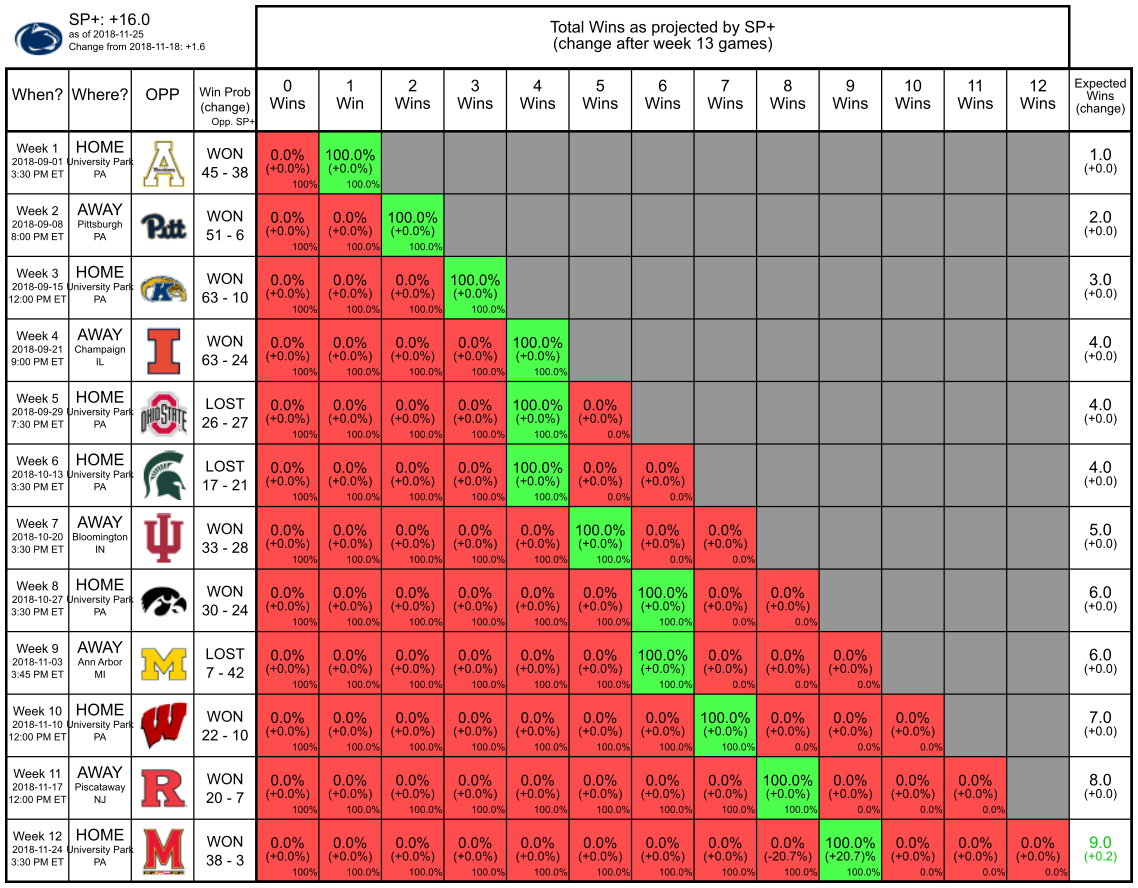 SP+: +16.0
as of 2018-11-25
Change from 2018-11-18: +1.6
Total Wins as projected by SP+
(change after week 13 games)
When? Where? OPP Win Prob (change) Opp. SP+ 0 Wins 1 Win 2 Wins 3 Wins 4 Wins 5 Wins 6 Wins 7 Wins 8 Wins 9 Wins 10 Wins 11 Wins 12 Wins Expected Wins (change)
Week 1 HOME WON 0.0% 100.0% 1.0
2018-09-01 University Park 45 - 38 (+0.0%) (+0.0%) (+0.0)
3:30 PM ET PA 100% 100.0%
Week 2 AWAY Pitt WON 0.0% 0.0% 100.0% 2.0
2018-09-08 Pittsburgh 51 - 6 (+0.0%) (+0.0%) (+0.0%) (+0.0)
8:00 PM ET PA 100% 100.0% 100.0%
Week 3 HOME K WON 0.0% 0.0% 0.0% 100.0% 3.0
2018-09-15 University Park 63 - 10 (+0.0%) (+0.0%) (+0.0%) (+0.0%) (+0.0)
12:00 PM ET PA 100% 100.0% 100.0% 100.0%
Week 4 AWAY I WON 0.0% 0.0% 0.0% 0.0% 100.0% 4.0
2018-09-21 Champaign 63 - 24 (+0.0%) (+0.0%) (+0.0%) (+0.0%) (+0.0%) (+0.0)
9:00 PM ET IL 100% 100.0% 100.0% 100.0% 100.0%
Week 5 HOME OHIO STATE LOST 0.0% 0.0% 0.0% 0.0% 100.0% 0.0% 4.0
2018-09-29 University Park 26 - 27 (+0.0%) (+0.0%) (+0.0%) (+0.0%) (+0.0%) (+0.0%) (+0.0)
7:30 PM ET PA 100% 100.0% 100.0% 100.0% 100.0% 0.0%
Week 6 HOME LOST 0.0% 0.0% 0.0% 0.0% 100.0% 0.0% 0.0% 4.0
2018-10-13 University Park 17 - 21 (+0.0%) (+0.0%) (+0.0%) (+0.0%) (+0.0%) (+0.0%) (+0.0%) (+0.0)
3:30 PM ET PA 100% 100.0% 100.0% 100.0% 100.0% 0.0% 0.0%
Week 7 AWAY WON 0.0% 0.0% 0.0% 0.0% 0.0% 100.0% 0.0% 0.0% 5.0
2018-10-20 Bloomington 33 - 28 (+0.0%) (+0.0%) (+0.0%) (+0.0%) (+0.0%) (+0.0%) (+0.0%) (+0.0%) (+0.0)
3:30 PM ET IN 100% 100.0% 100.0% 100.0% 100.0% 100.0% 0.0% 0.0%
Week 8 HOME WON 0.0% 0.0% 0.0% 0.0% 0.0% 0.0% 100.0% 0.0% 0.0% 6.0
2018-10-27 University Park 30 - 24 (+0.0%) (+0.0%) (+0.0%) (+0.0%) (+0.0%) (+0.0%) (+0.0%) (+0.0%) (+0.0%) (+0.0)
3:30 PM ET PA 100% 100.0% 100.0% 100.0% 100.0% 100.0% 100.0% 0.0% 0.0%
Week 9 AWAY M LOST 0.0% 0.0% 0.0% 0.0% 0.0% 0.0% 100.0% 0.0% 0.0% 0.0% 6.0
2018-11-03 Ann Arbor 7 - 42 (+0.0%) (+0.0%) (+0.0%) (+0.0%) (+0.0%) (+0.0%) (+0.0%) (+0.0%) (+0.0%) (+0.0%) (+0.0)
3:45 PM ET MI 100% 100.0% 100.0% 100.0% 100.0% 100.0% 100.0% 0.0% 0.0% 0.0%
Week 10 HOME W WON 0.0% 0.0% 0.0% 0.0% 0.0% 0.0% 0.0% 100.0% 0.0% 0.0% 0.0% 7.0
2018-11-10 University Park 22 - 10 (+0.0%) (+0.0%) (+0.0%) (+0.0%) (+0.0%) (+0.0%) (+0.0%) (+0.0%) (+0.0%) (+0.0%) (+0.0%) (+0.0)
12:00 PM ET PA 100% 100.0% 100.0% 100.0% 100.0% 100.0% 100.0% 100.0% 0.0% 0.0% 0.0%
Week 11 AWAY R WON 0.0% 0.0% 0.0% 0.0% 0.0% 0.0% 0.0% 0.0% 100.0% 0.0% 0.0% 0.0% 8.0
2018-11-17 Piscataway 20 - 7 (+0.0%) (+0.0%) (+0.0%) (+0.0%) (+0.0%) (+0.0%) (+0.0%) (+0.0%) (+0.0%) (+0.0%) (+0.0%) (+0.0%) (+0.0)
12:00 PM ET NJ 100% 100.0% 100.0% 100.0% 100.0% 100.0% 100.0% 100.0% 100.0% 0.0% 0.0% 0.0%
Week 12 HOME M WON 0.0% 0.0% 0.0% 0.0% 0.0% 0.0% 0.0% 0.0% 0.0% 100.0% 0.0% 0.0% 0.0% 9.0
2018-11-24 University Park 38 - 3 (+0.0%) (+0.0%) (+0.0%) (+0.0%) (+0.0%) (+0.0%) (+0.0%) (+0.0%) (-20.7%) (+20.7)% (+0.0%) (+0.0%) (+0.0%) (+0.2)
3:30 PM ET PA 100% 100.0% 100.0% 100.0% 100.0% 100.0% 100.0% 100.0% 100.0% 100.0% 0.0% 0.0% 0.0%